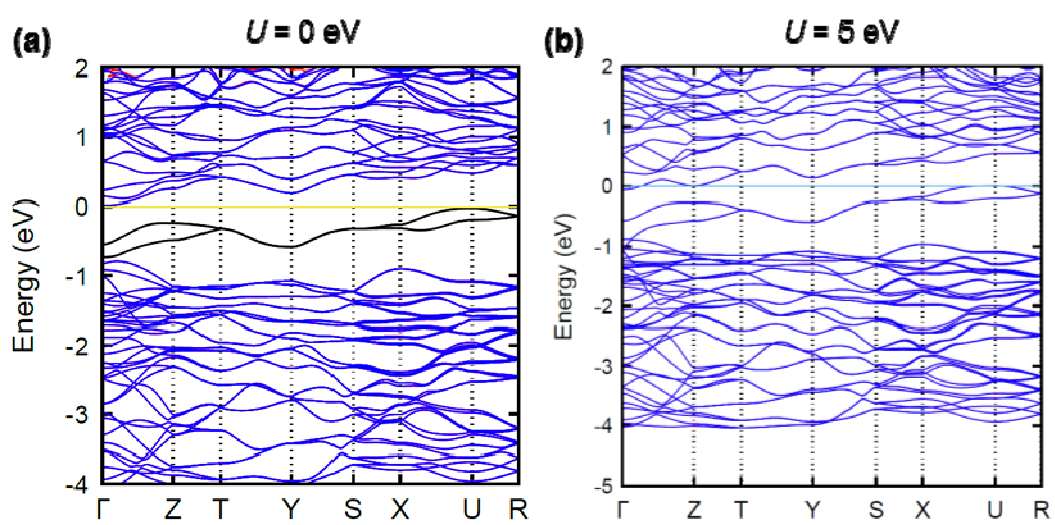 (a)
U = 0 eV
2
1
0
-1
-2
-3
-4
Energy (eV)
Γ Z T Y S X U R
(b)
U = 5 eV
2
1
0
-1
-2
-3
-4
-5
Energy (eV)
Γ Z T Y S X U R